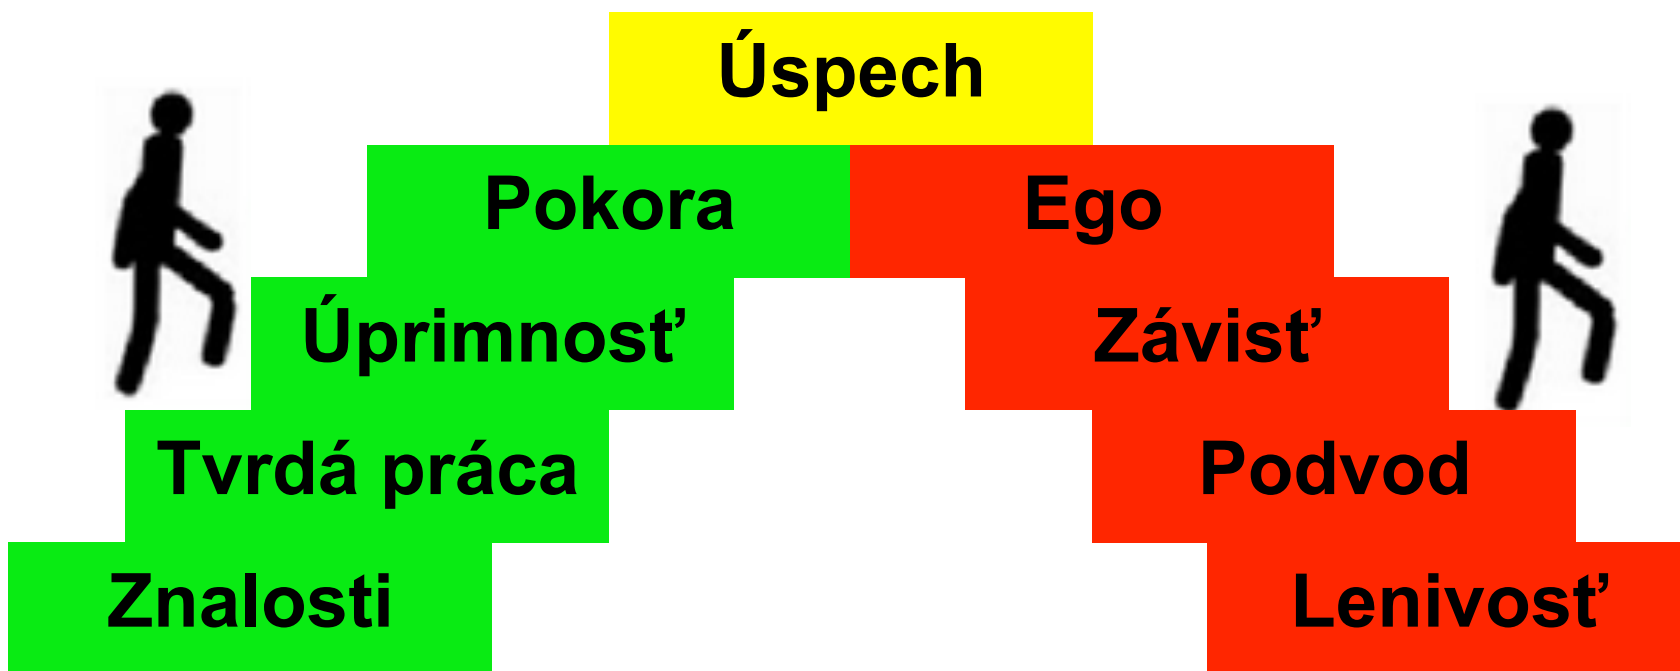 Úspech
Pokora
Ego
Úprimnosť
Závisť
Tvrdá práca
Podvod
Znalosti
Lenivosť